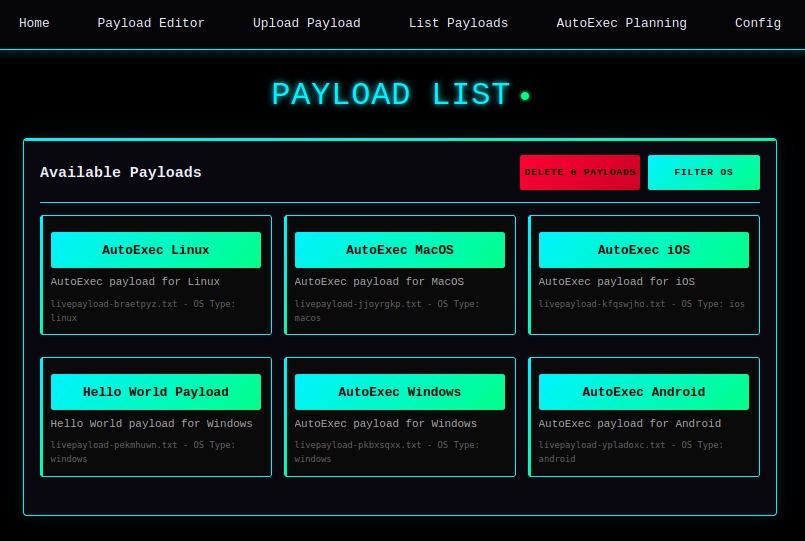 Home Payload Editor Upload Payload List Payloads AutoExec Planning Config
PAYLOAD LIST
Available Payloads
DELETE 6 PAYLOADS
FILTER OS
AutoExec Linux
AutoExec payload for Linux
livepayload-braetpyz.txt - OS Type:
linux
AutoExec MacOS
AutoExec payload for MacOS
livepayload-jjoyrgkp.txt - OS Type:
macos
AutoExec iOS
AutoExec payload for iOS
livepayload-kfqswjho.txt - OS Type: ios
Hello World Payload
Hello World payload for Windows
livepayload-pekmhuwn.txt - OS Type:
windows
AutoExec Windows
AutoExec payload for Windows
livepayload-pkbxsqxx.txt - OS Type:
windows
AutoExec Android
AutoExec payload for Android
livepayload-ypladoxc.txt - OS Type:
android